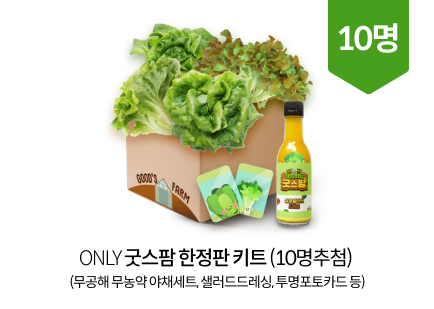 10명
GOOD'S FARM
굿스팜
ONLY 굿스팜 한정판 키트 (10명추첨)
(무공해 무농약 야채세트, 샐러드드레싱, 투명포토카드 등)